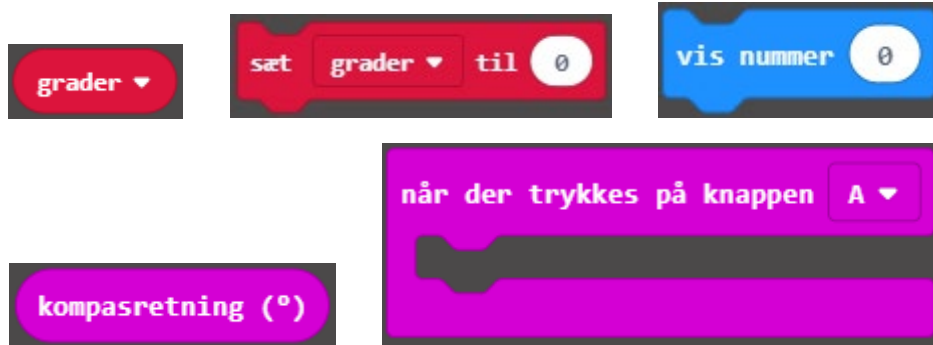 grader
sæt grader til 0
vis nummer 0
når der trykkes på knappen A
kompasretning (°)